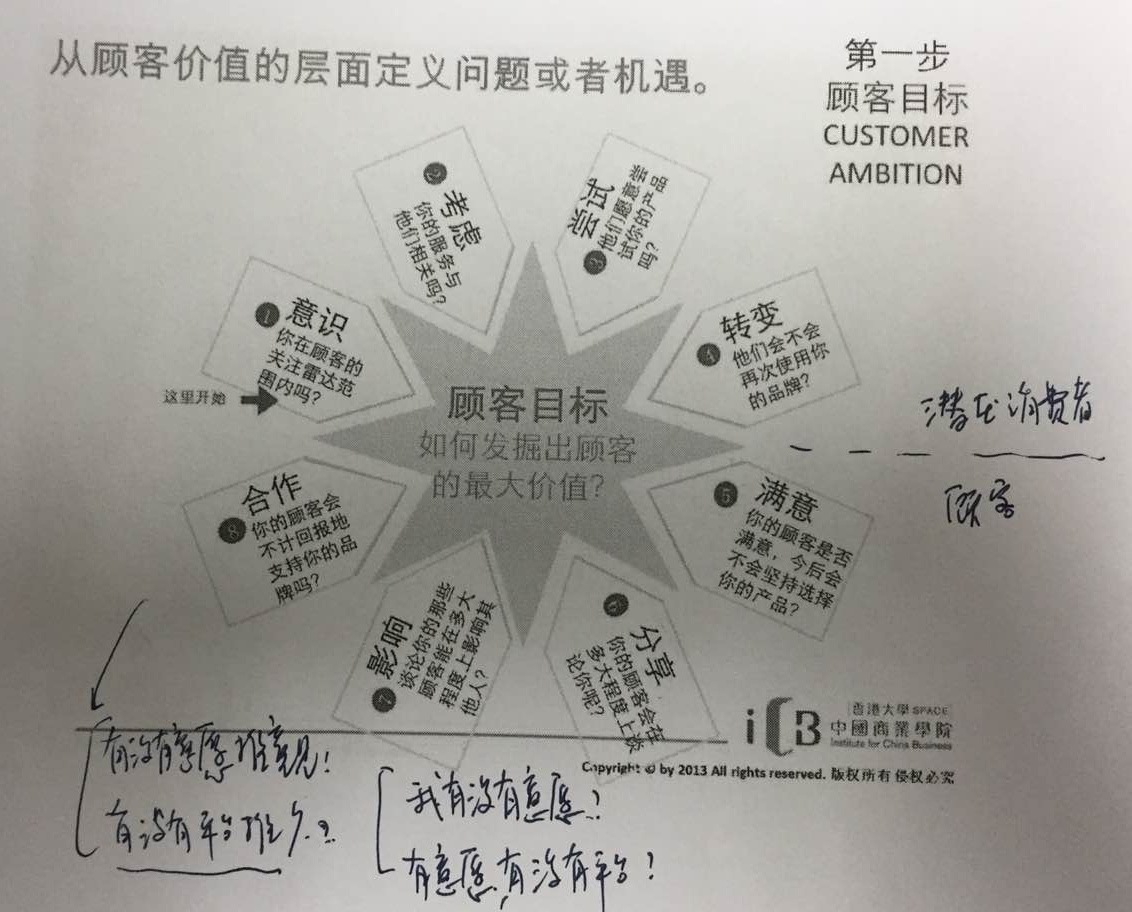 从顾客价值的层面定义问题或者机遇。
第一步
顾客目标
CUSTOMER
AMBITION
1 意识
你在顾客的
关注雷达范
围内吗?
这里开始
2 考虑
你的服务与
他们相关吗?
3 尝试
他们愿意尝
试你的产品
吗?
4 转变
他们会不会
再次使用你
的品牌?
潜在消费者
顾客
顾客目标
如何发掘出顾客
的最大价值?
5 满意
你的顾客是否
满意，今后会
不会坚持选择
你的产品?
6 分享
你的顾客会在
多大程度上谈
论你呢?
7 影响
谈论你的那些
顾客能在多大
程度上影响其
他人?
8 合作
你的顾客会
不计回报地
支持你的品
牌吗?
iCB
香港大學 SPACE
中國商業學院
Institute for China Business
Copyright © by 2013 All rights reserved. 版权所有 侵权必究
有没有意愿 意见!
有没有平台推
我有没有意愿?
有意愿,有没有平台?